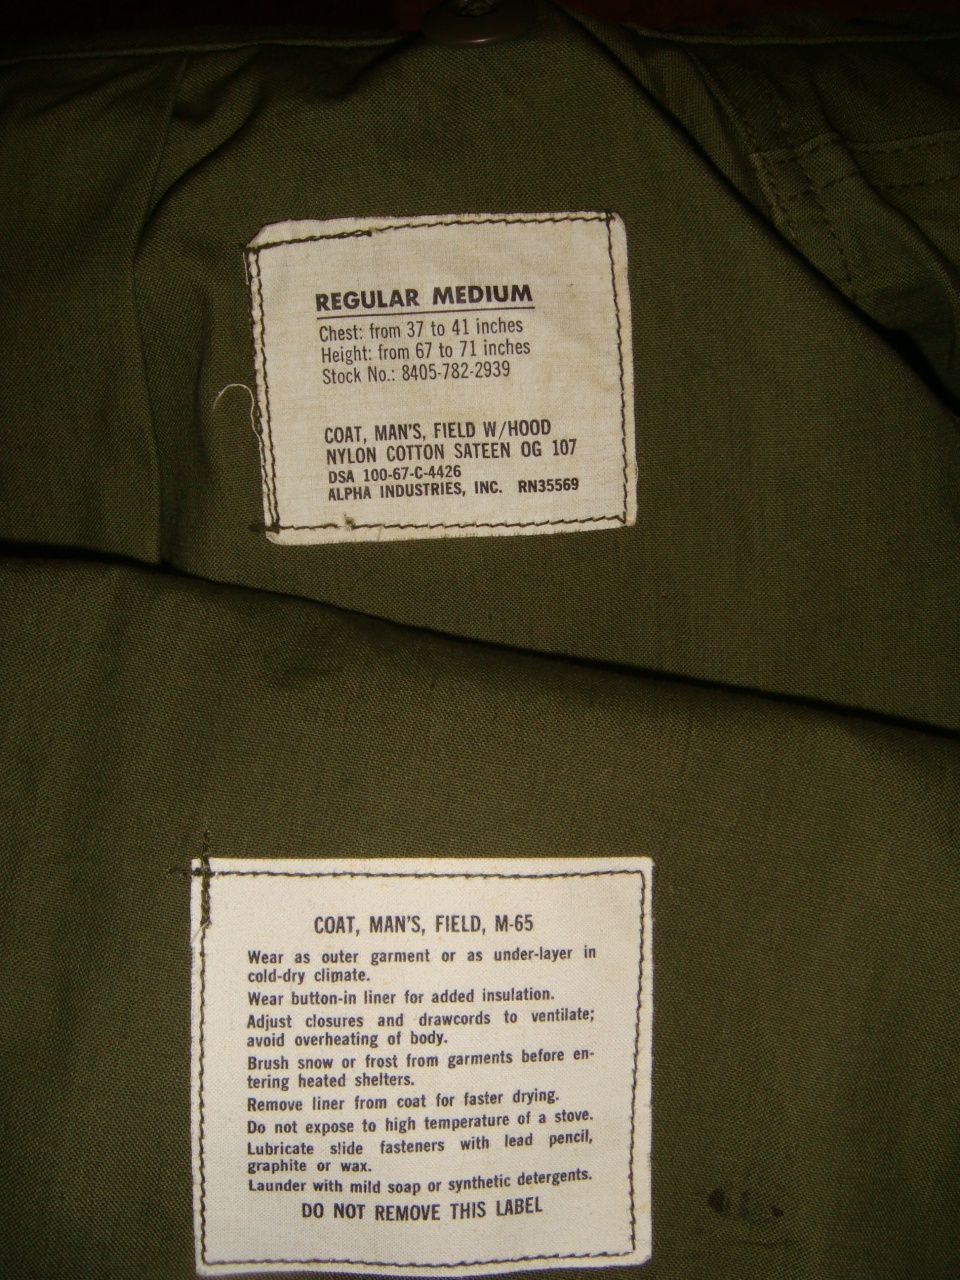 REGULAR MEDIUM
Chest: from 37 to 41 inches
Height: from 67 to 71 inches
Stock No.: 8405-782-2939
COAT, MAN'S, FIELD W/HOOD
NYLON COTTON SATEEN OG 107
DSA 100-67-C-4426
ALPHA INDUSTRIES, INC. RN35569
COAT, MAN'S, FIELD, M-65
Wear as outer garment or as under-layer in
cold-dry climate.
Wear button-in liner for added insulation.
Adjust closures and drawcords to ventilate;
avoid overheating of body.
Brush snow or frost from garments before en-
tering heated shelters.
Remove liner from coat for faster drying.
Do not expose to high temperature of a stove.
Lubricate slide fasteners with lead pencil,
graphite or wax.
Launder with mild soap or synthetic detergents.
DO NOT REMOVE THIS LABEL